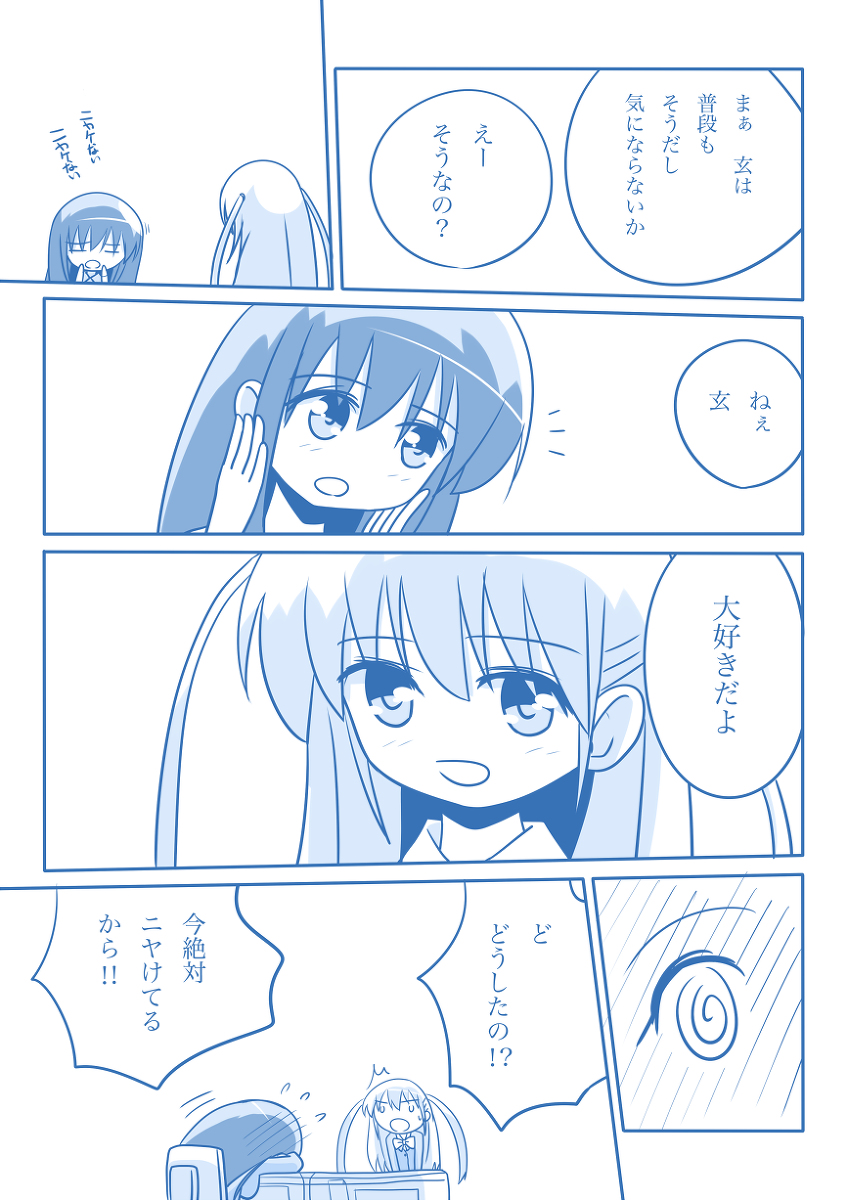 まぁ 玄は
普段も
そうだし
気にならないか
えー
そうなの?
ニヤケない
ニヤケない
ねぇ
玄
大好きだよ
ど
どうしたの!?
今絶対
ニヤけてる
から!!